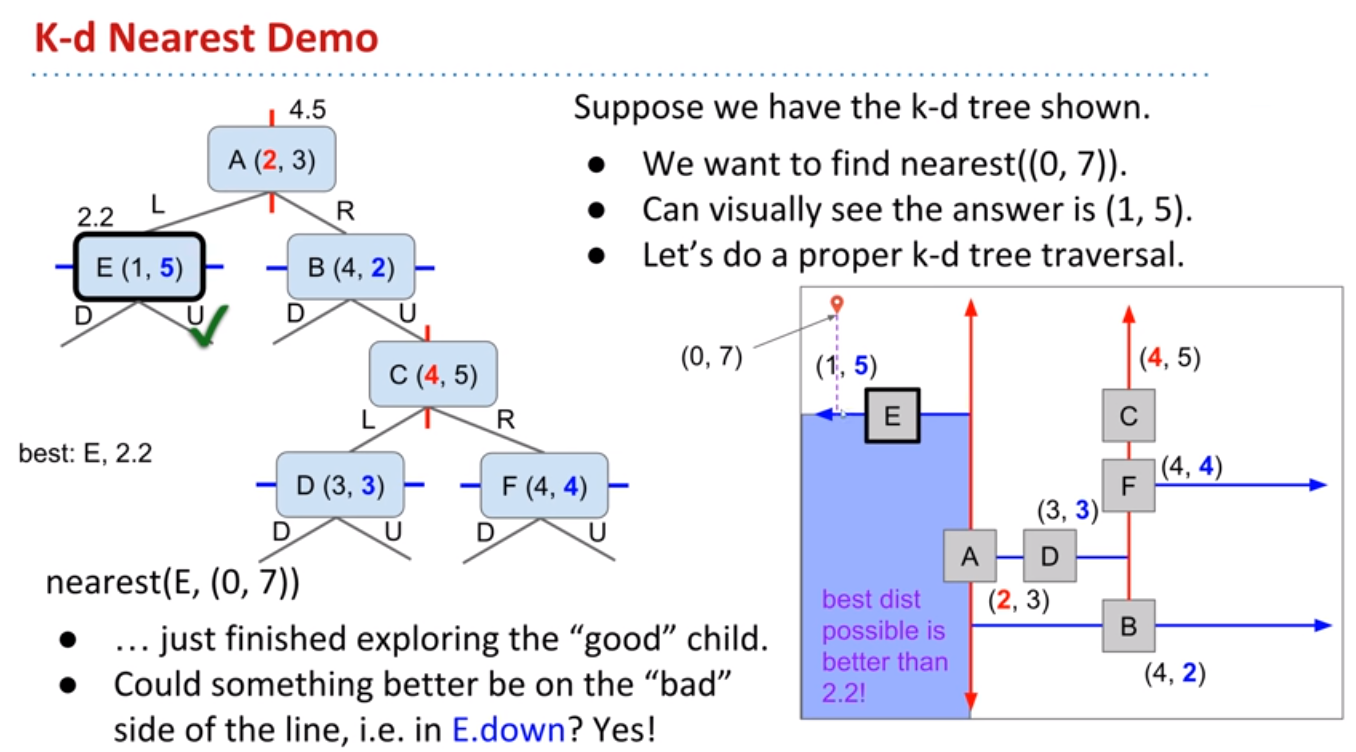 K-d Nearest Demo
4.5
A (2, 3)
L
R
2.2
E (1, 5)
B (4, 2)
D
U
D
U
C (4, 5)
L
R
best: E, 2.2
D (3, 3)
F (4, 4)
D
U
D
U
nearest(E, (0, 7))
● … just finished exploring the “good” child.
● Could something better be on the “bad”
side of the line, i.e. in E.down? Yes!
Suppose we have the k-d tree shown.
● We want to find nearest((0, 7)).
● Can visually see the answer is (1, 5).
● Let’s do a proper k-d tree traversal.
(0, 7)
(1, 5)
(4, 5)
E
C
(4, 4)
F
(3, 3)
A
D
(2, 3)
best dist
possible is
better than
2.2!
B
(4, 2)